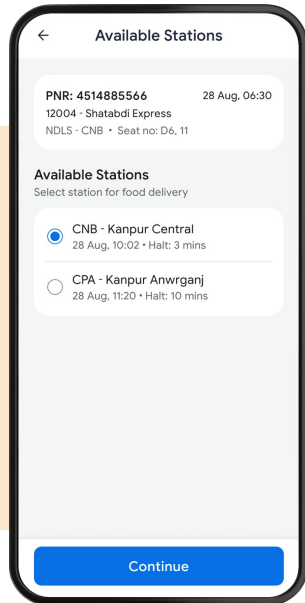 Available Stations
PNR: 4514885566 28 Aug, 06:30
12004 - Shatabdi Express
NDLS - CNB • Seat no: D6, 11
Available Stations
Select station for food delivery
CNB - Kanpur Central
28 Aug, 10:02 • Halt: 3 mins
CPA - Kanpur Anwrganj
28 Aug, 11:20 • Halt: 10 mins
Continue